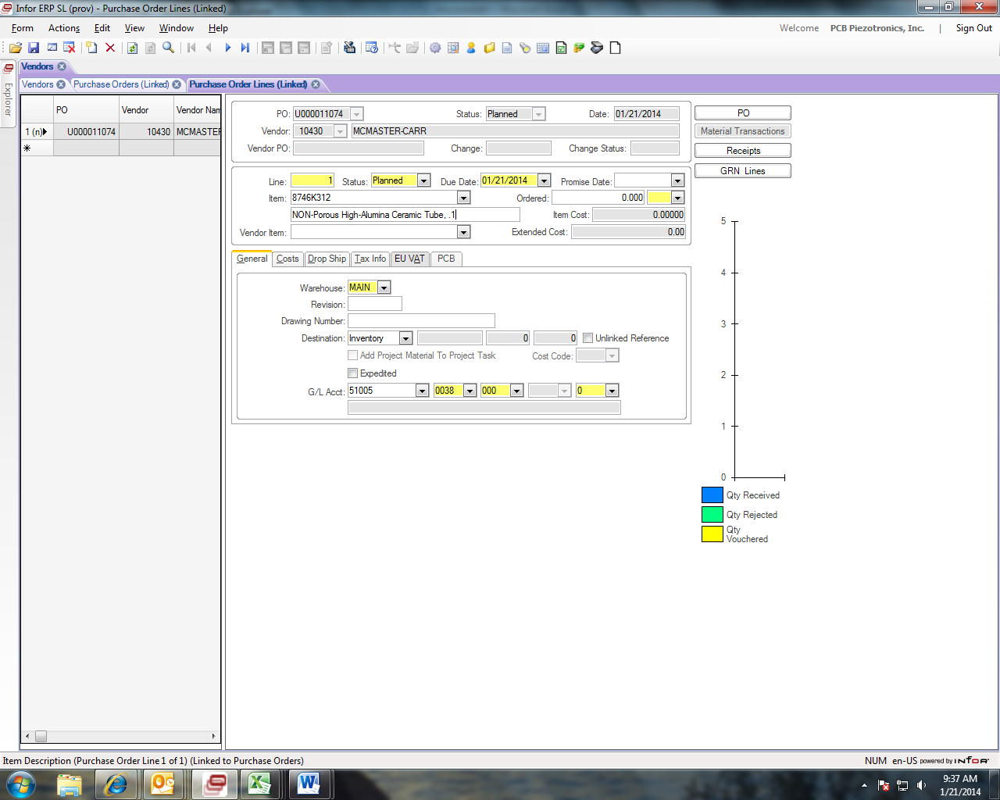 Infor ERP SL (prov) - Purchase Order Lines (Linked)
Form Actions Edit View Window Help
Welcome PCB Piezotronics, Inc. | Sign Out
Explorer
Vendors
Vendors Purchase Orders (Linked) Purchase Order Lines (Linked)
PO Vendor Vendor Nam
1 (n) U000011074 10430 MCMASTER
PO: U000011074 Status: Planned Date: 01/21/2014
Vendor: 10430 MCMASTER-CARR
Vendor PO: Change: Change Status:
PO
Material Transactions
Receipts
GRN Lines
Line: 1 Status: Planned Due Date: 01/21/2014 Promise Date:
Item: 8746K312 Ordered: 0.000
NON-Porous High-Alumina Ceramic Tube, .1 Item Cost: 0.00000
Vendor Item: Extended Cost: 0.00
General Costs Drop Ship Tax Info EU VAT PCB
Warehouse: MAIN
Revision:
Drawing Number:
Destination: Inventory 0 0 Unlinked Reference
Add Project Material To Project Task Cost Code:
Expedited
G/L Acct: 51005 0038 000 0
5
4
3
2
1
0
Qty Received
Qty Rejected
Qty
Vouchered
Item Description (Purchase Order Line 1 of 1) (Linked to Purchase Orders)
NUM en-US powered by infor
9:37 AM
1/21/2014